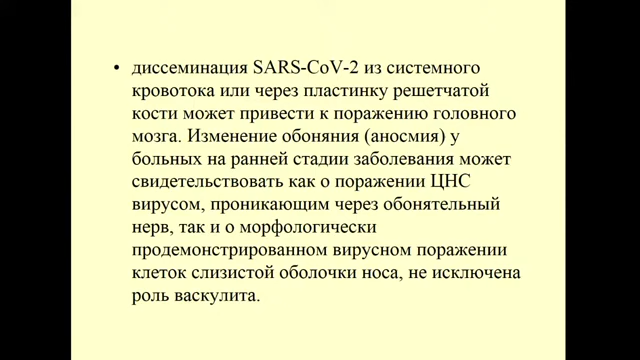 • диссеминация SARS-CoV-2 из системного
кровотока или через пластинку решетчатой
кости может привести к поражению головного
мозга. Изменение обоняния (аносмия) у
больных на ранней стадии заболевания может
свидетельствовать как о поражении ЦНС
вирусом, проникающим через обонятельный
нерв, так и о морфологически
продемонстрированном вирусном поражении
клеток слизистой оболочки носа, не исключена
роль васкулита.